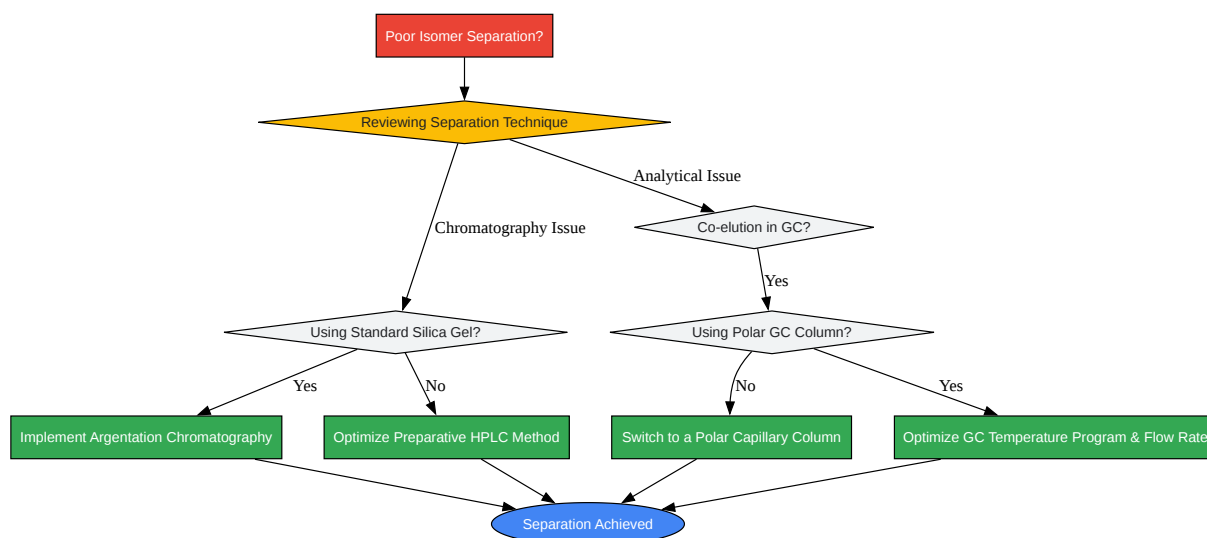 Poor Isomer Separation?
Reviewing Separation Technique
Analytical Issue
Chromatography Issue
Co-elution in GC?
Yes
Using Standard Silica Gel?
Using Polar GC Column?
Yes
No
No
Yes
Implement Argentation Chromatography
Optimize Preparative HPLC Method
Switch to a Polar Capillary Column
Optimize GC Temperature Program & Flow Rate
Separation Achieved